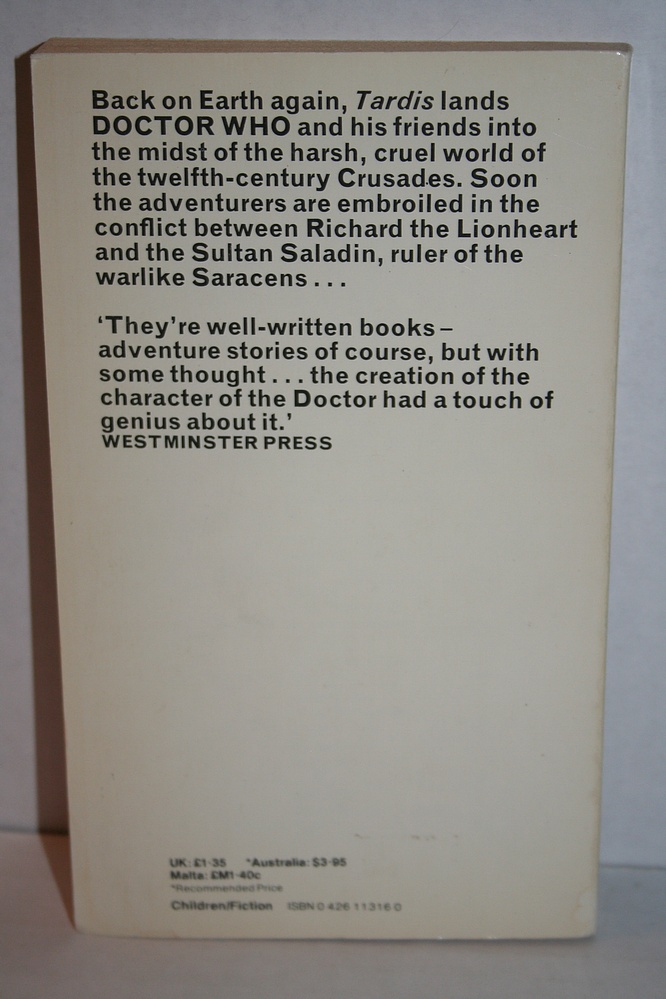 Back on Earth again, Tardis lands
DOCTOR WHO and his friends into
the midst of the harsh, cruel world of
the twelfth-century Crusades. Soon
the adventurers are embroiled in the
conflict between Richard the Lionheart
and the Sultan Saladin, ruler of the
warlike Saracens . . .
‘They’re well-written books –
adventure stories of course, but with
some thought . . . the creation of the
character of the Doctor had a touch of
genius about it.’
WESTMINSTER PRESS
UK: £1·35 *Australia: $3·95
Malta: £M1·40c
*Recommended Price
Children/Fiction ISBN 0 426 11316 0